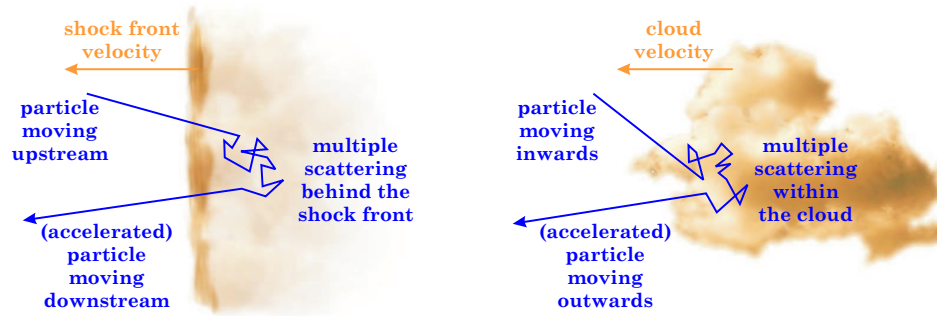 shock front
velocity
particle
moving
upstream
multiple
scattering
behind the
shock front
(accelerated)
particle
moving
downstream
cloud
velocity
particle
moving
inwards
multiple
scattering
within
the cloud
(accelerated)
particle
moving
outwards